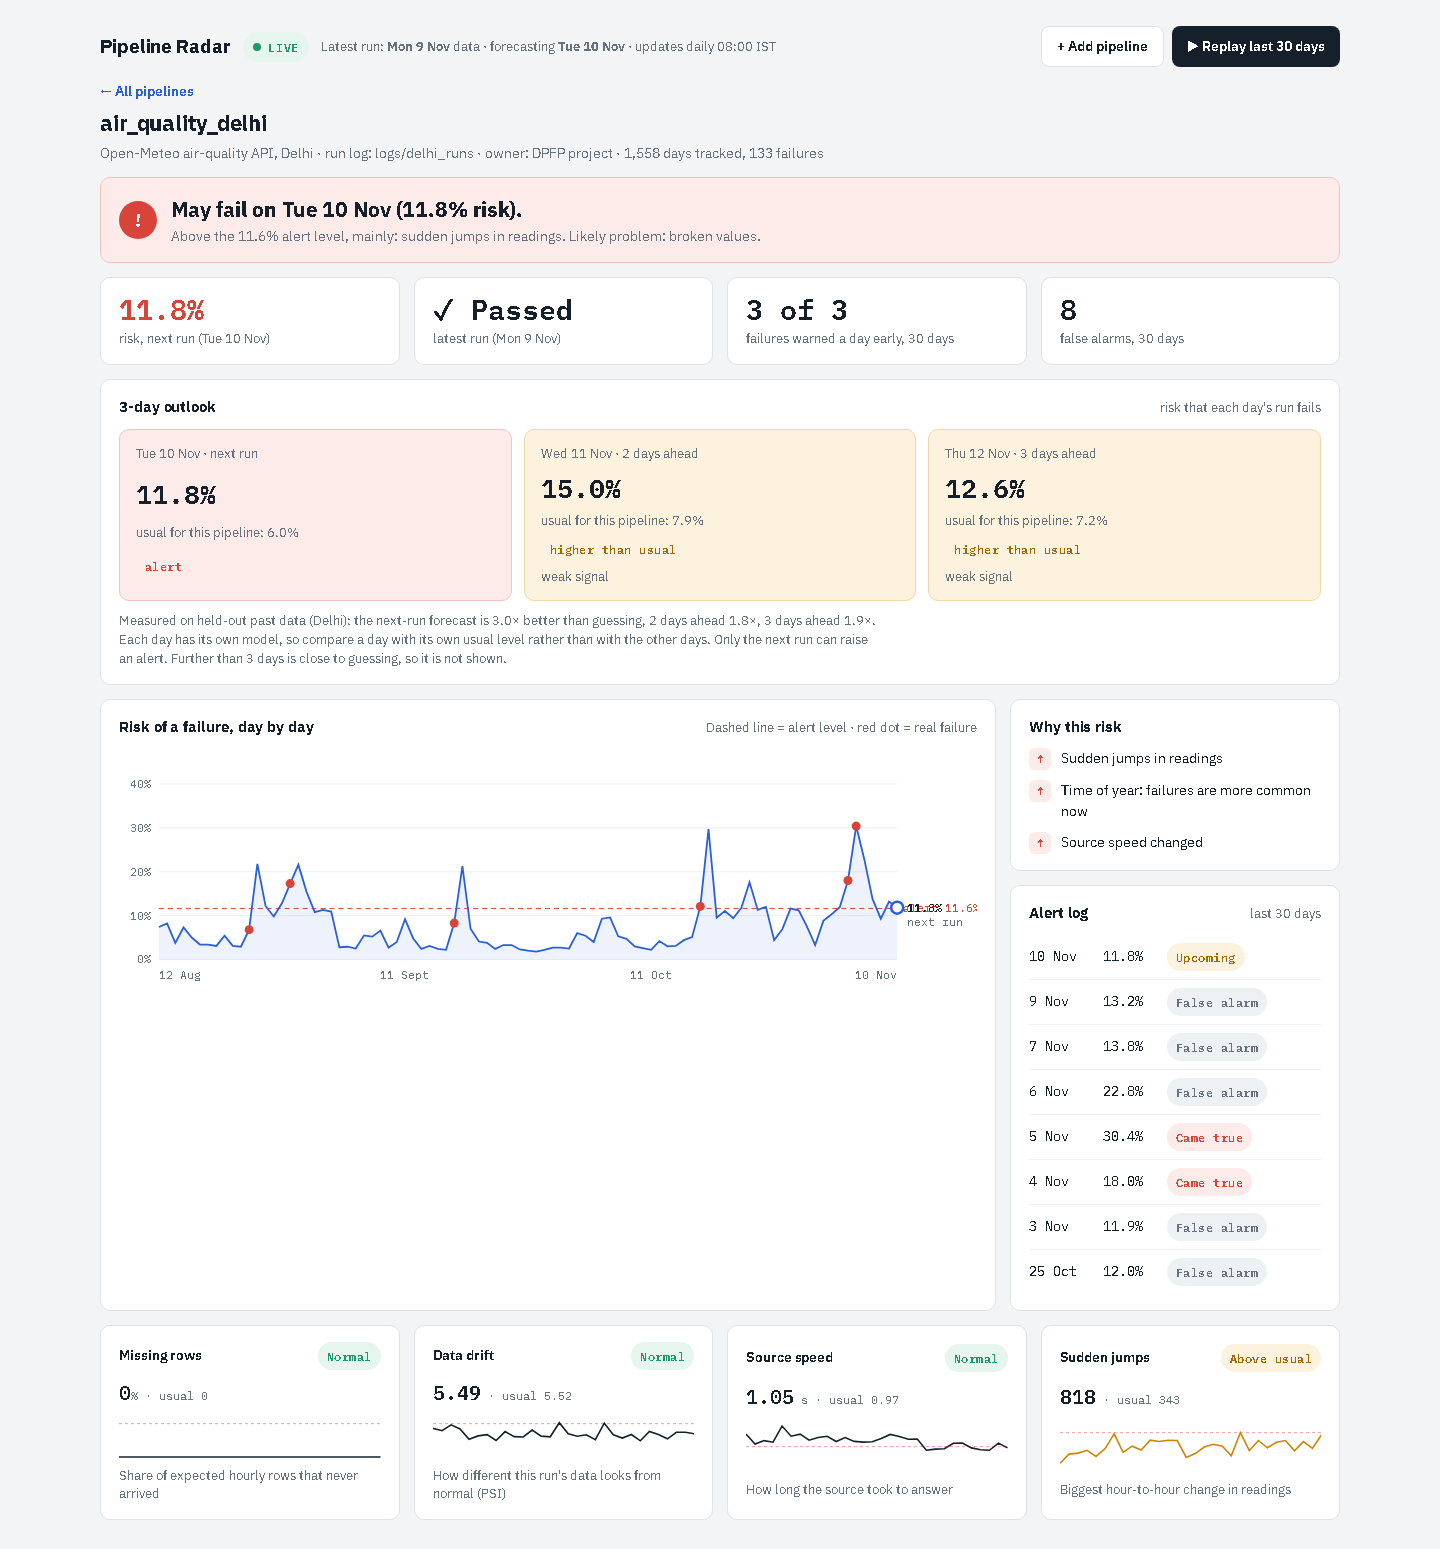 Pipeline Radar
LIVE
Latest run: Mon 9 Nov data · forecasting Tue 10 Nov · updates daily 08:00 IST
+ Add pipeline
▶ Replay last 30 days
← All pipelines
air_quality_delhi
Open-Meteo air-quality API, Delhi · run log: logs/delhi_runs · owner: DPFP project · 1,558 days tracked, 133 failures
!
May fail on Tue 10 Nov (11.8% risk).
Above the 11.6% alert level, mainly: sudden jumps in readings. Likely problem: broken values.
11.8%
risk, next run (Tue 10 Nov)
✓ Passed
latest run (Mon 9 Nov)
3 of 3
failures warned a day early, 30 days
8
false alarms, 30 days
3-day outlook
risk that each day's run fails
Tue 10 Nov · next run
11.8%
usual for this pipeline: 6.0%
alert
Wed 11 Nov · 2 days ahead
15.0%
usual for this pipeline: 7.9%
higher than usual
weak signal
Thu 12 Nov · 3 days ahead
12.6%
usual for this pipeline: 7.2%
higher than usual
weak signal
Measured on held-out past data (Delhi): the next-run forecast is 3.0× better than guessing, 2 days ahead 1.8×, 3 days ahead 1.9×.
Each day has its own model, so compare a day with its own usual level rather than with the other days. Only the next run can raise
an alert. Further than 3 days is close to guessing, so it is not shown.
Risk of a failure, day by day
Dashed line = alert level · red dot = real failure
40%
30%
20%
10%
0%
11.8%
11.6%
next run
12 Aug
11 Sept
11 Oct
10 Nov
Why this risk
↑ Sudden jumps in readings
↑ Time of year: failures are more common
now
↑ Source speed changed
Alert log
last 30 days
10 Nov 11.8% Upcoming
9 Nov 13.2% False alarm
7 Nov 13.8% False alarm
6 Nov 22.8% False alarm
5 Nov 30.4% Came true
4 Nov 18.0% Came true
3 Nov 11.9% False alarm
25 Oct 12.0% False alarm
Missing rows
Normal
0% · usual 0
Share of expected hourly rows that never
arrived
Data drift
Normal
5.49 · usual 5.52
How different this run's data looks from
normal (PSI)
Source speed
Normal
1.05 s · usual 0.97
How long the source took to answer
Sudden jumps
Above usual
818 · usual 343
Biggest hour-to-hour change in readings